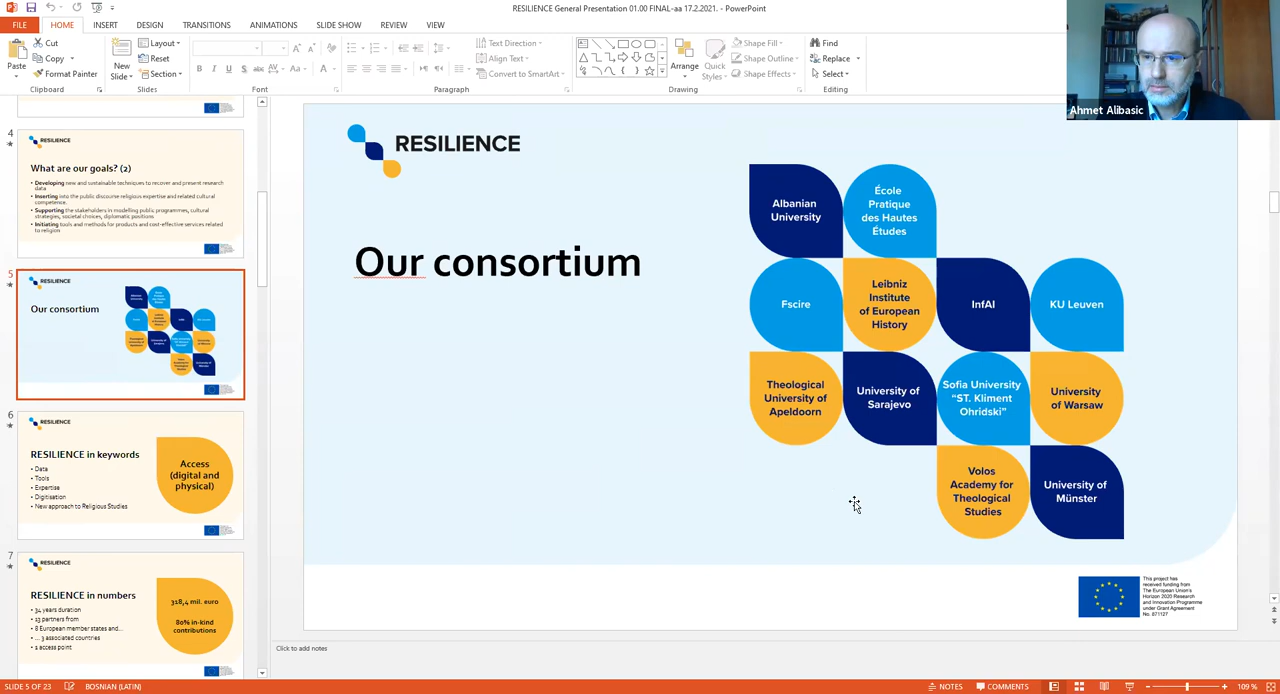 RESILIENCE General Presentation 01.00 FINAL-aa 17.2.2021. - PowerPoint
FILE HOME INSERT DESIGN TRANSITIONS ANIMATIONS SLIDE SHOW REVIEW VIEW
Paste
Cut
Copy
Format Painter
Clipboard
New
Slide
Layout
Reset
Section
Slides
B I U S abc AV Aa A
Font
Text Direction
Align Text
Convert to SmartArt
Paragraph
Arrange
Quick
Styles
Shape Fill
Shape Outline
Shape Effects
Drawing
Find
Replace
Select
Editing
Ahmet Alibasic
4
RESILIENCE
What are our goals? (2)
• Developing new and sustainable techniques to recover and present research
data
• Inserting into the public discourse religious expertise and related cultural
competence.
• Supporting the stakeholders in modelling public programmes, cultural
strategies, societal choices, diplomatic positions
• Initiating tools and methods for products and cost-effective services related
to religion
5
RESILIENCE
Our consortium
6
RESILIENCE
RESILIENCE in keywords
• Data
• Tools
• Expertise
• Digitisation
• New approach to Religious Studies
Access
(digital and
physical)
7
RESILIENCE
RESILIENCE in numbers
• 34 years duration
• 13 partners from
• 8 European member states and...
• ... 3 associated countries
• 1 access point
318,4 mil. euro
80% in-kind
contributions
RESILIENCE
Our consortium
Albanian
University
École
Pratique
des Hautes
Études
Fscire
Leibniz
Institute
of European
History
InfAI
KU Leuven
Theological
University of
Apeldoorn
University of
Sarajevo
Sofia University
“ST. Kliment
Ohridski”
University
of Warsaw
Volos
Academy for
Theological
Studies
University of
Münster
This project has
received funding from
The European Union's
Horizon 2020 Research
and Innovation Programme
under Grant Agreement
No. 871127
Click to add notes
SLIDE 5 OF 23 BOSNIAN (LATIN) NOTES COMMENTS 109 %